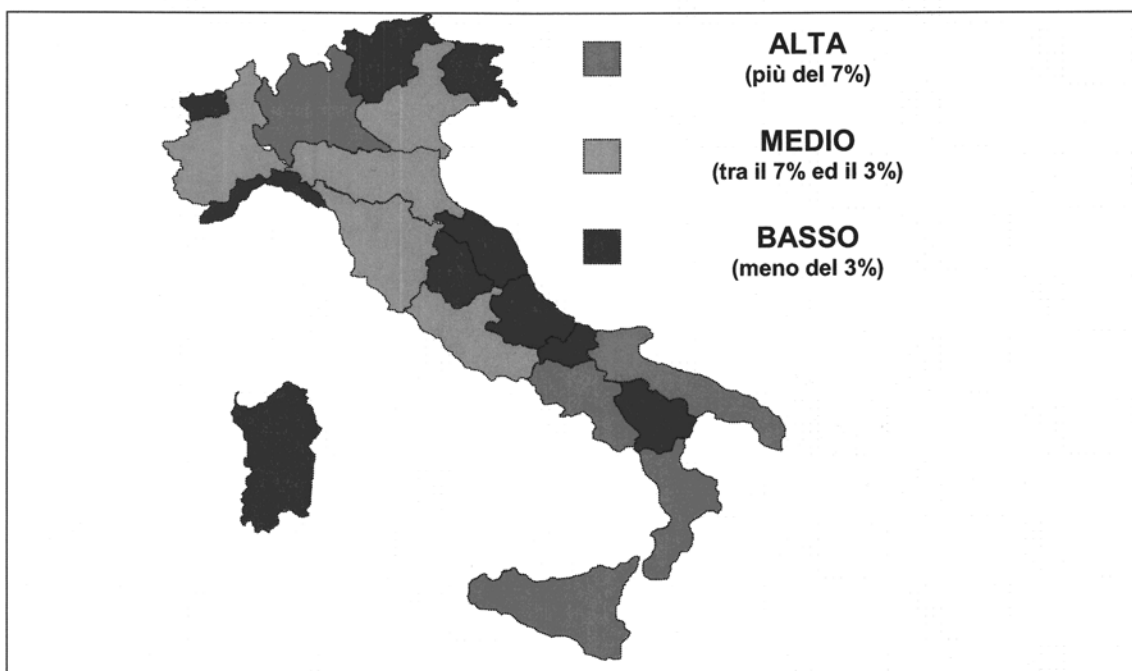 ALTA
(più del 7%)
MEDIO
(tra il 7% ed il 3%)
BASSO
(meno del 3%)